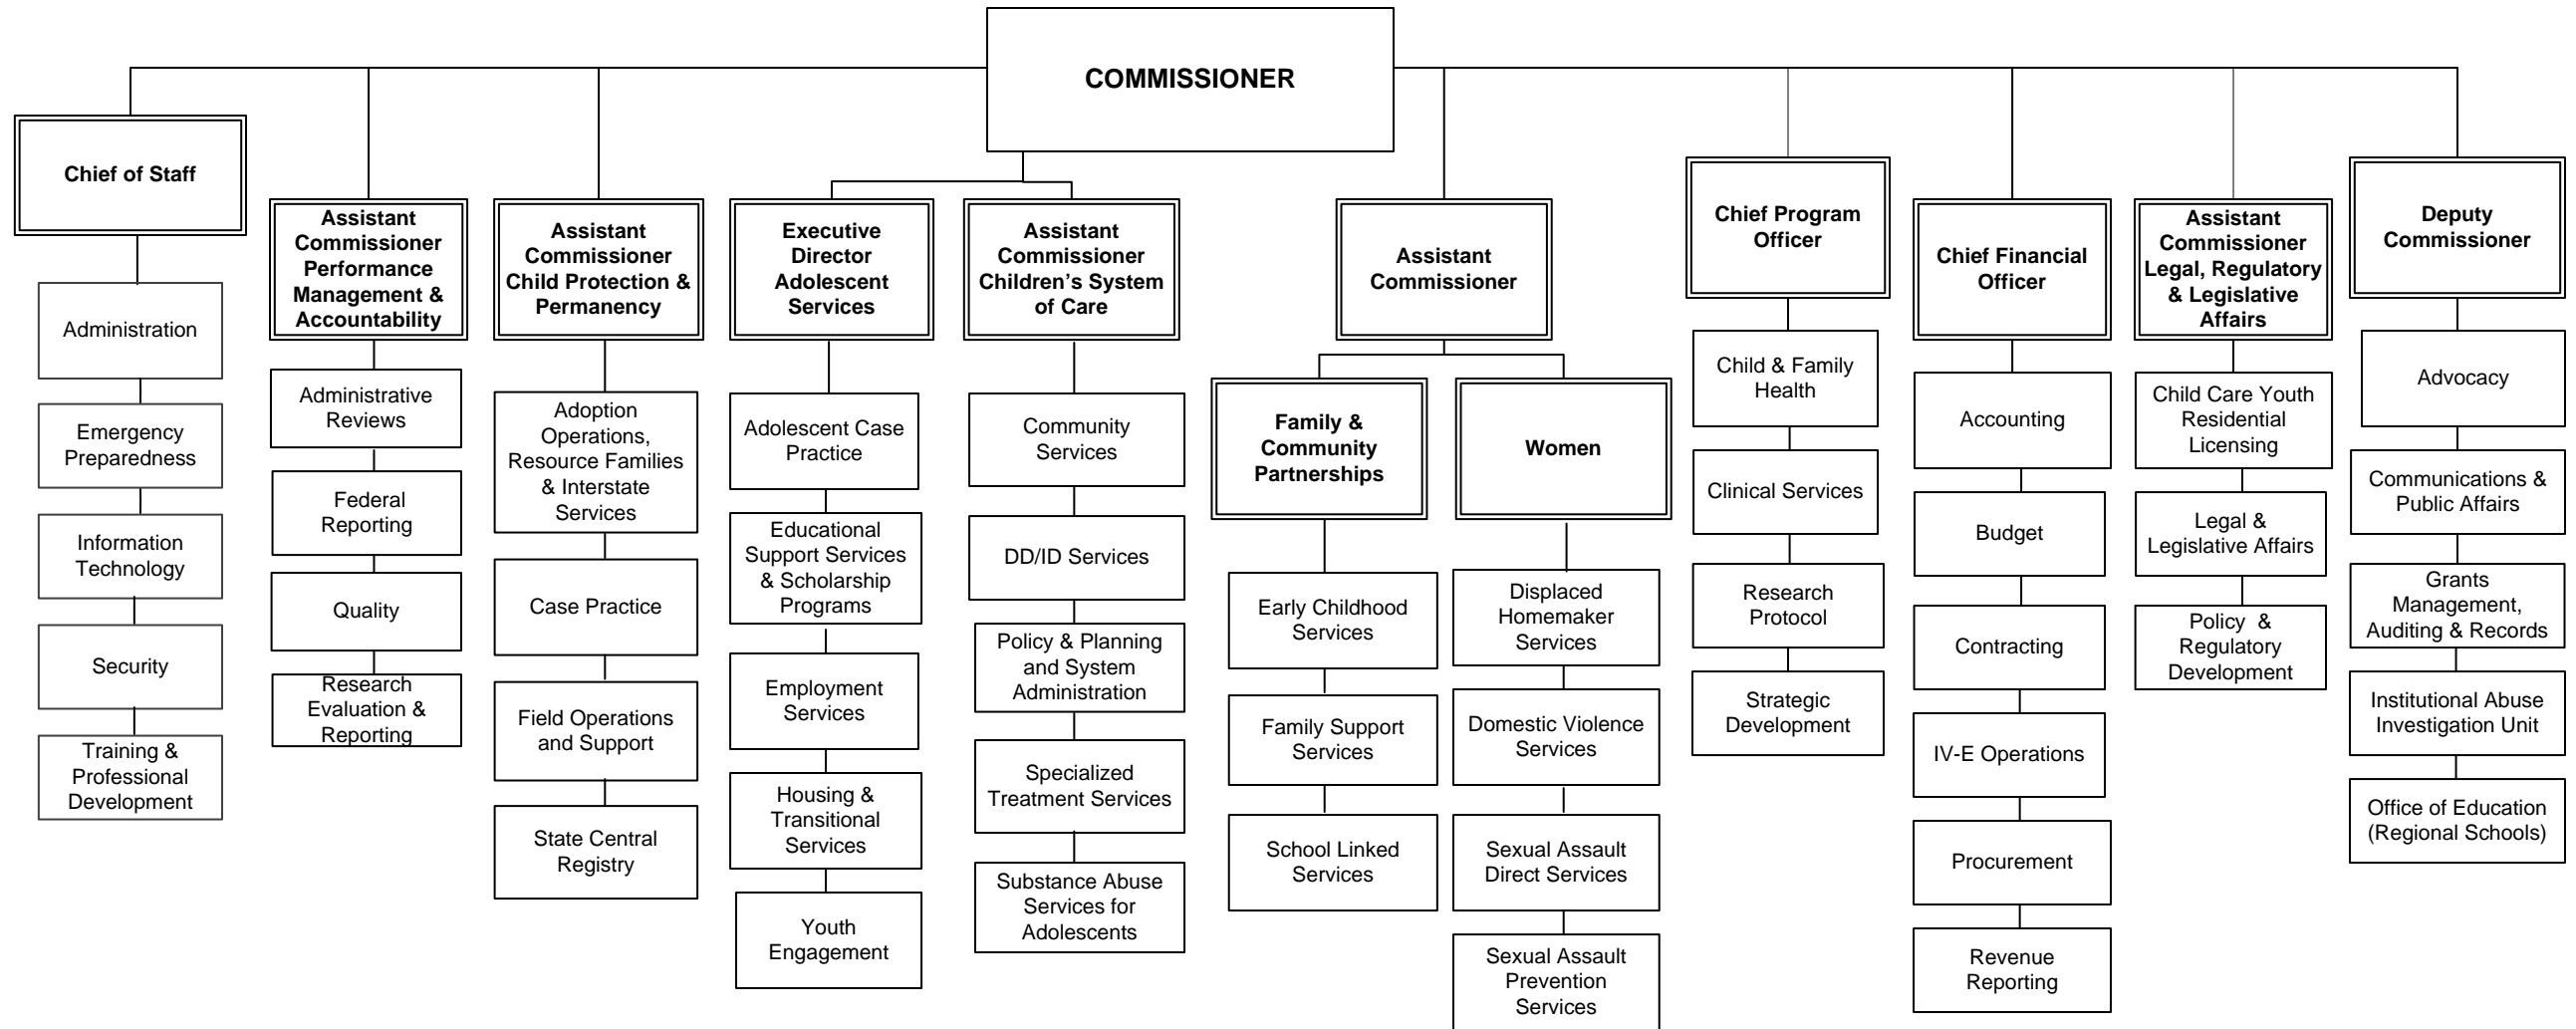 COMMISSIONER
Chief of Staff
Administration
Emergency
Preparedness
Information
Technology
Security
Training &
Professional
Development
Assistant
Commissioner
Performance
Management &
Accountability
Administrative
Reviews
Federal
Reporting
Quality
Research
Evaluation &
Reporting
Assistant
Commissioner
Child Protection &
Permanency
Adoption
Operations,
Resource Families
& Interstate
Services
Case Practice
Field Operations
and Support
State Central
Registry
Executive
Director
Adolescent
Services
Adolescent Case
Practice
Educational
Support Services
& Scholarship
Programs
Employment
Services
Housing &
Transitional
Services
Youth
Engagement
Assistant
Commissioner
Children’s System
of Care
Community
Services
DD/ID Services
Policy & Planning
and System
Administration
Specialized
Treatment Services
Substance Abuse
Services for
Adolescents
Assistant
Commissioner
Family &
Community
Partnerships
Early Childhood
Services
Family Support
Services
School Linked
Services
Women
Displaced
Homemaker
Services
Domestic Violence
Services
Sexual Assault
Direct Services
Sexual Assault
Prevention
Services
Chief Program
Officer
Child & Family
Health
Clinical Services
Research
Protocol
Strategic
Development
Chief Financial
Officer
Accounting
Budget
Contracting
IV-E Operations
Procurement
Revenue
Reporting
Assistant
Commissioner
Legal, Regulatory
& Legislative
Affairs
Child Care Youth
Residential
Licensing
Legal &
Legislative Affairs
Policy &
Regulatory
Development
Deputy
Commissioner
Advocacy
Communications &
Public Affairs
Grants
Management,
Auditing & Records
Institutional Abuse
Investigation Unit
Office of Education
(Regional Schools)